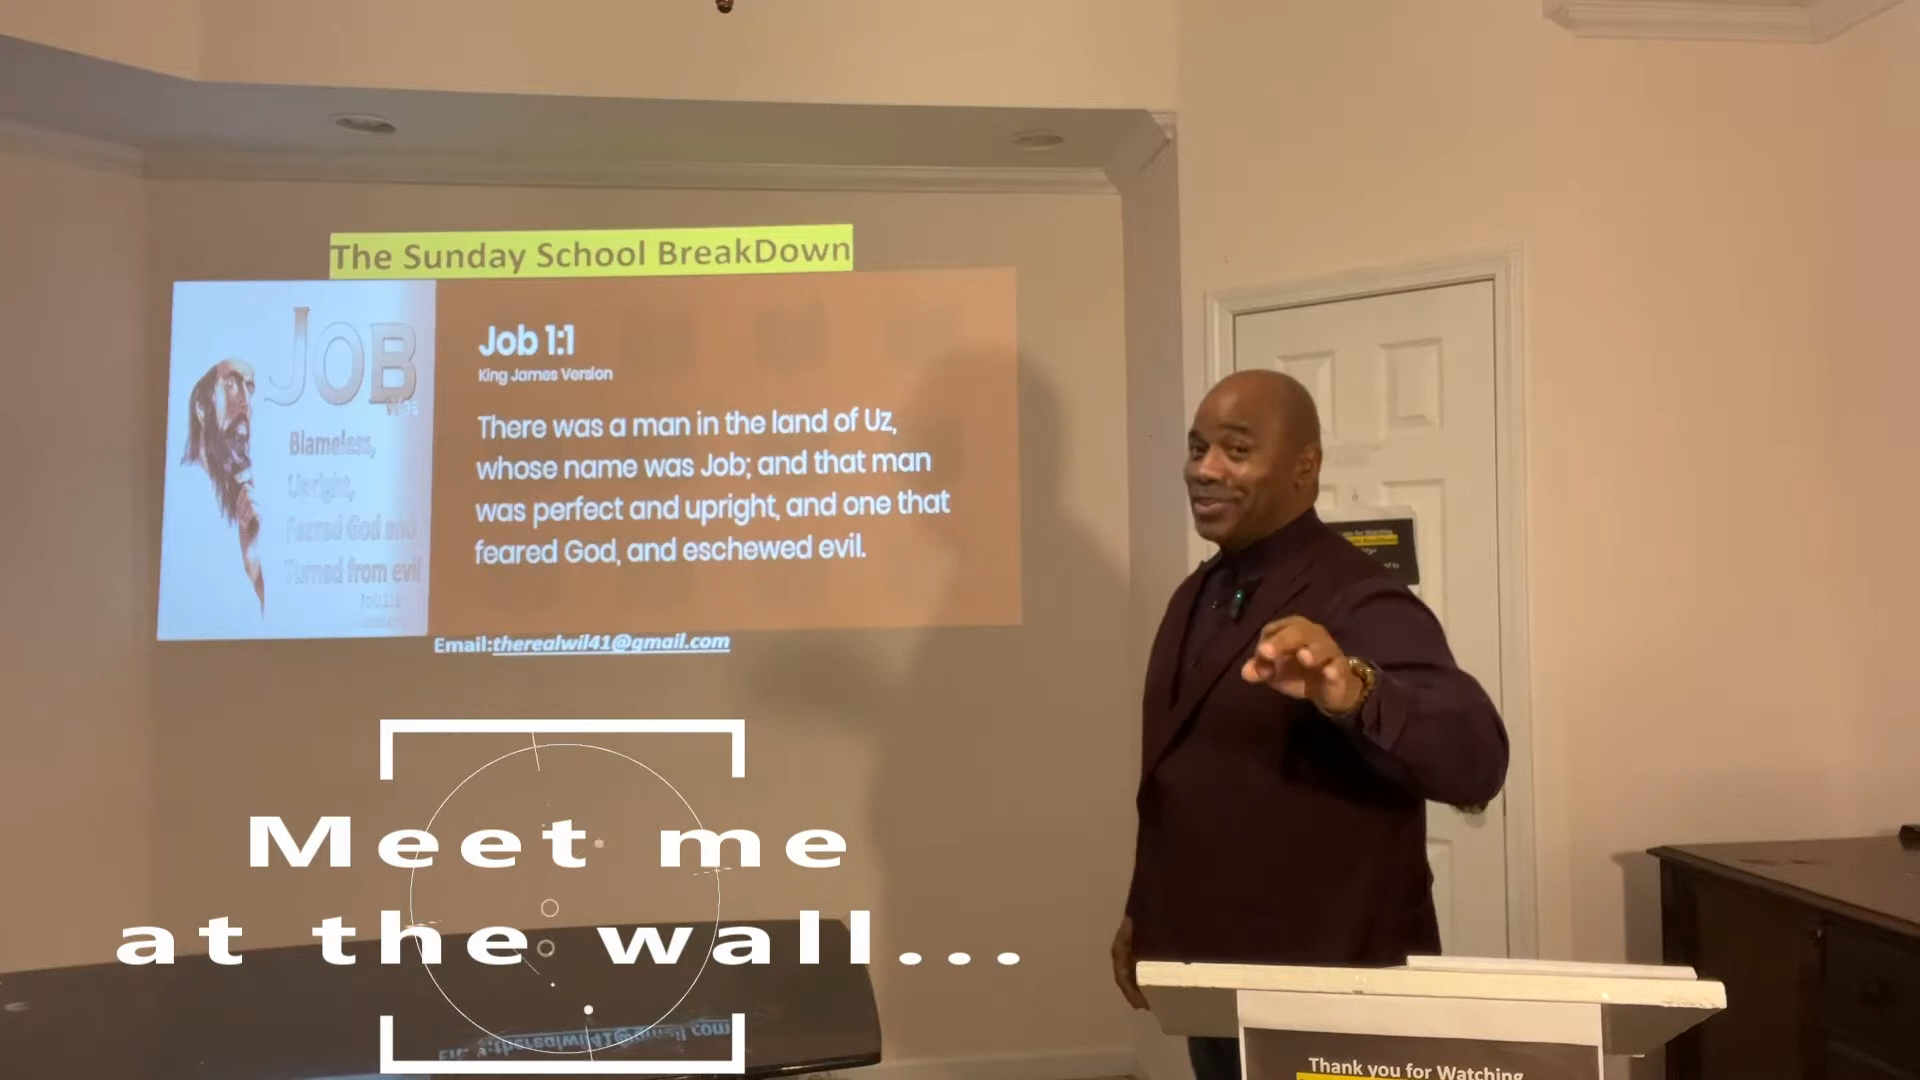 The Sunday School BreakDown
JOB
was
Blameless,
Upright,
Feared God and
Turned from evil
Job 1:1
King James Version
There was a man in the land of Uz,
whose name was Job; and that man
was perfect and upright, and one that
feared God, and eschewed evil.
Email:therealwil41@gmail.com
Meet me
at the wall...
Thank you for Watching